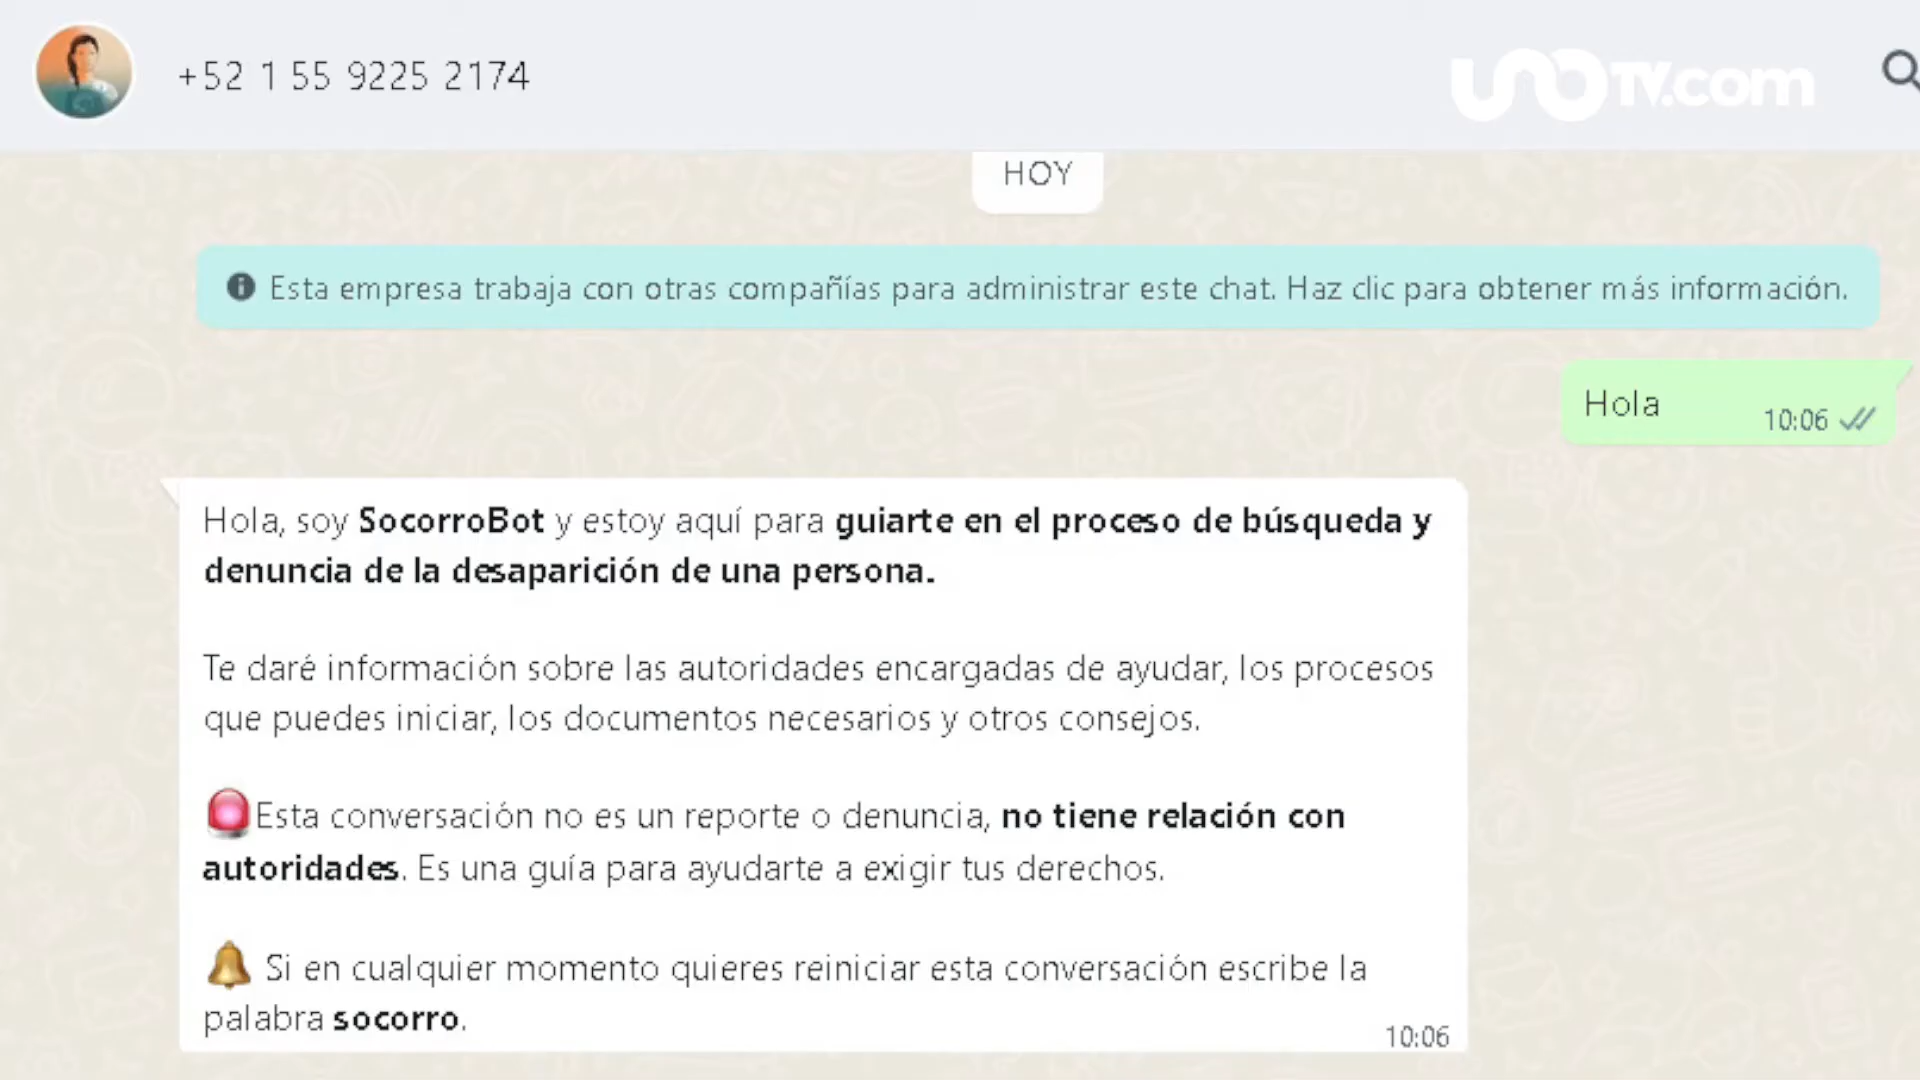 +52 1 55 9225 2174
UNOTV.com
HOY
Esta empresa trabaja con otras compañías para administrar este chat. Haz clic para obtener más información.
Hola
10:06
Hola, soy SocorroBot y estoy aquí para guiarte en el proceso de búsqueda y
denuncia de la desaparición de una persona.
Te daré información sobre las autoridades encargadas de ayudar, los procesos
que puedes iniciar, los documentos necesarios y otros consejos.
🚨Esta conversación no es un reporte o denuncia, no tiene relación con
autoridades. Es una guía para ayudarte a exigir tus derechos.
🔔 Si en cualquier momento quieres reiniciar esta conversación escribe la
palabra socorro.
10:06